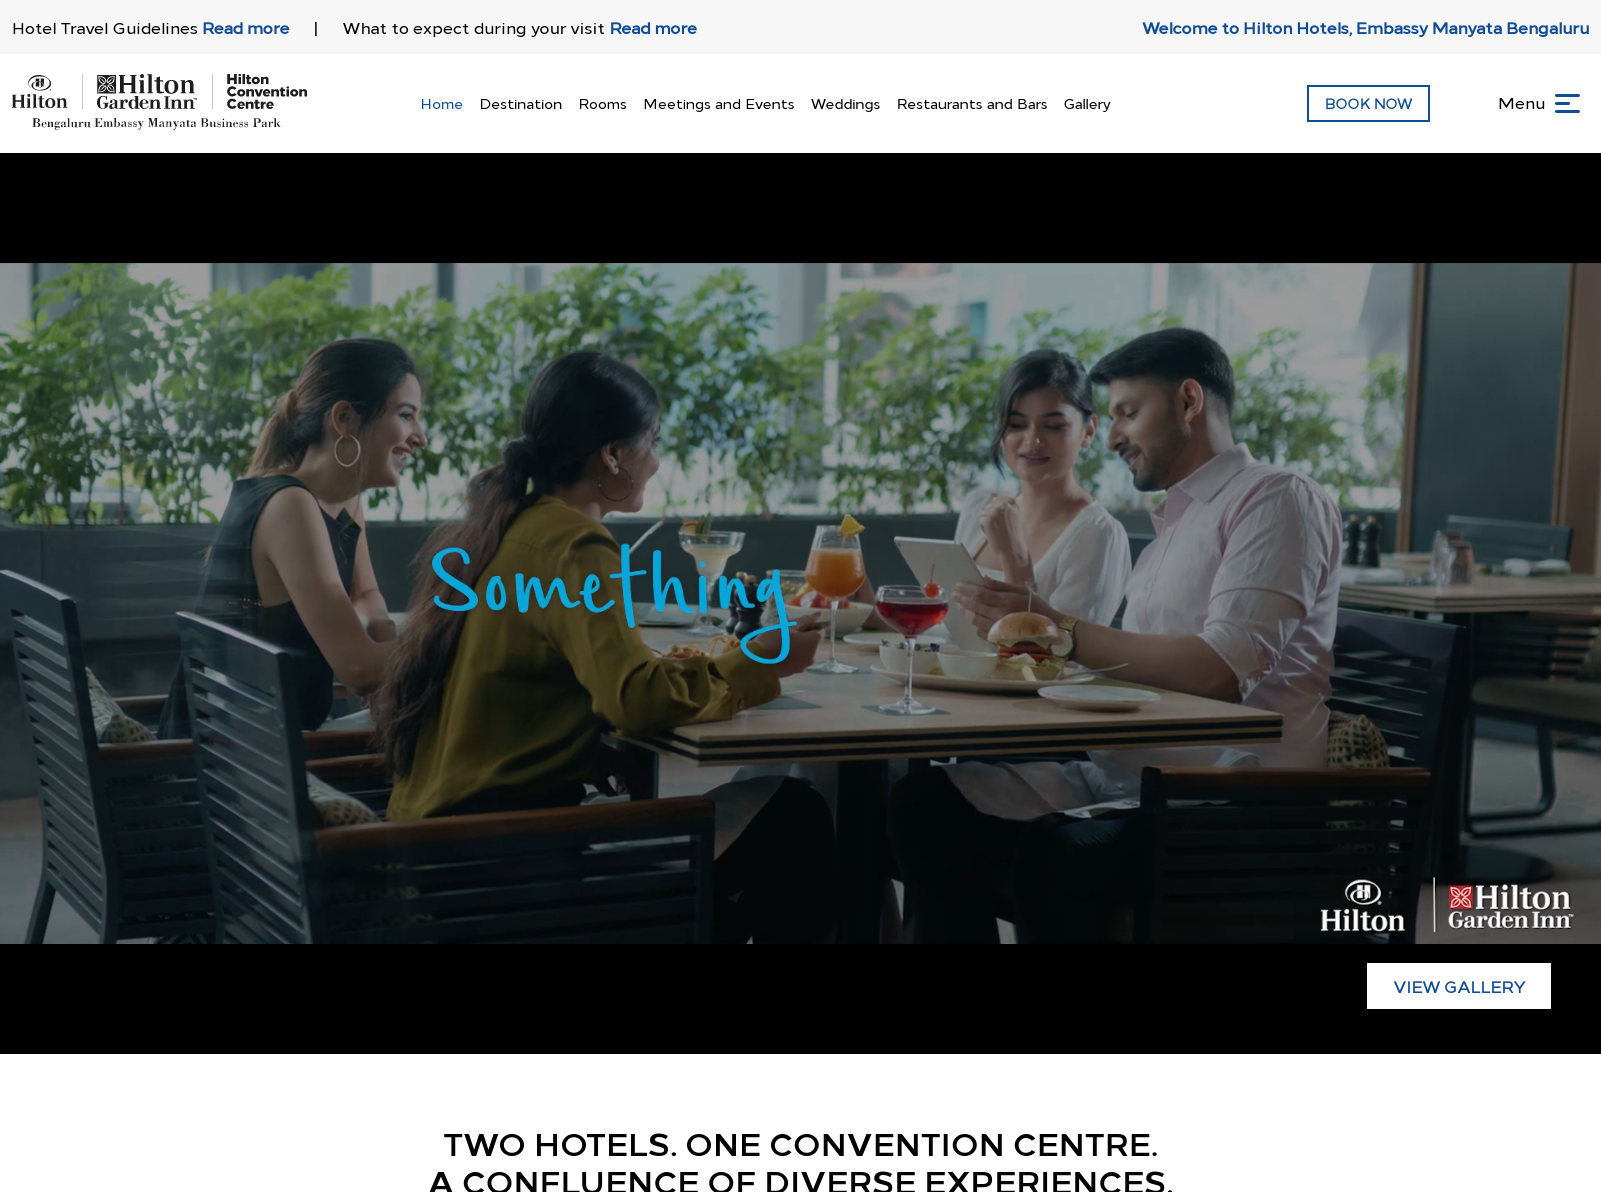 Hotel Travel Guidelines Read more | What to expect during your visit Read more
Welcome to Hilton Hotels, Embassy Manyata Bengaluru
Hilton
Hilton
Garden Inn™
Hilton
Convention
Centre
Bengaluru Embassy Manyata Business Park
Home Destination Rooms Meetings and Events Weddings Restaurants and Bars Gallery
BOOK NOW
Menu
Something
Hilton
Hilton
Garden Inn™
VIEW GALLERY
TWO HOTELS. ONE CONVENTION CENTRE.
A CONFLUENCE OF DIVERSE EXPERIENCES.